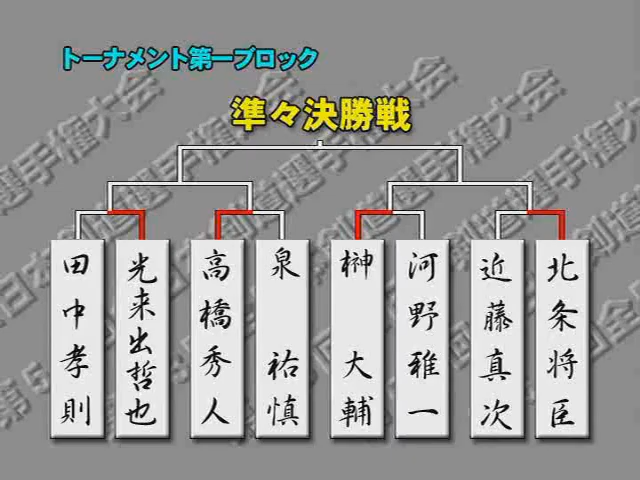 トーナメント第一ブロック
準々決勝戦
田中孝則
光来出哲也
高橋秀人
泉祐慎
榊大輔
河野雅一
近藤真次
北条将臣